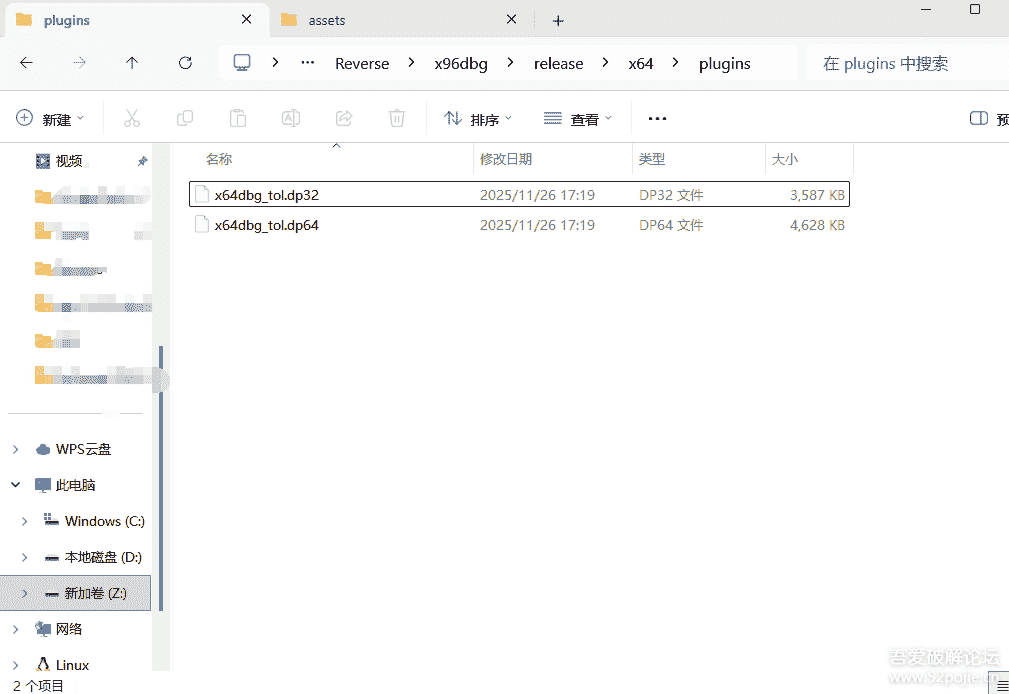 plugins
assets
Reverse
x96dbg
release
x64
plugins
在 plugins 中搜索
新建
排序
查看
名称
修改日期
类型
大小
视频
x64dbg_tol.dp32 2025/11/26 17:19 DP32 文件 3,587 KB
x64dbg_tol.dp64 2025/11/26 17:19 DP64 文件 4,628 KB
WPS云盘
此电脑
Windows (C:)
本地磁盘 (D:)
新加卷 (Z:)
网络
Linux
2 个项目
吾爱破解论坛
www.52pojie.cn